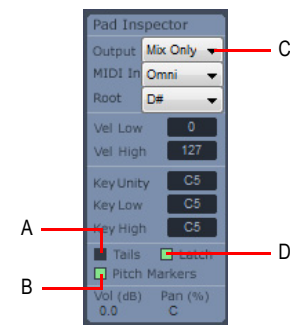 Pad Inspector
Output Mix Only C
MIDI In Omni
Root D#
Vel Low 0
Vel High 127
Key Unity C5
Key Low C5
Key High C5
A Tails Latch D
B Pitch Markers
Vol (dB) Pan (%)
0.0 C